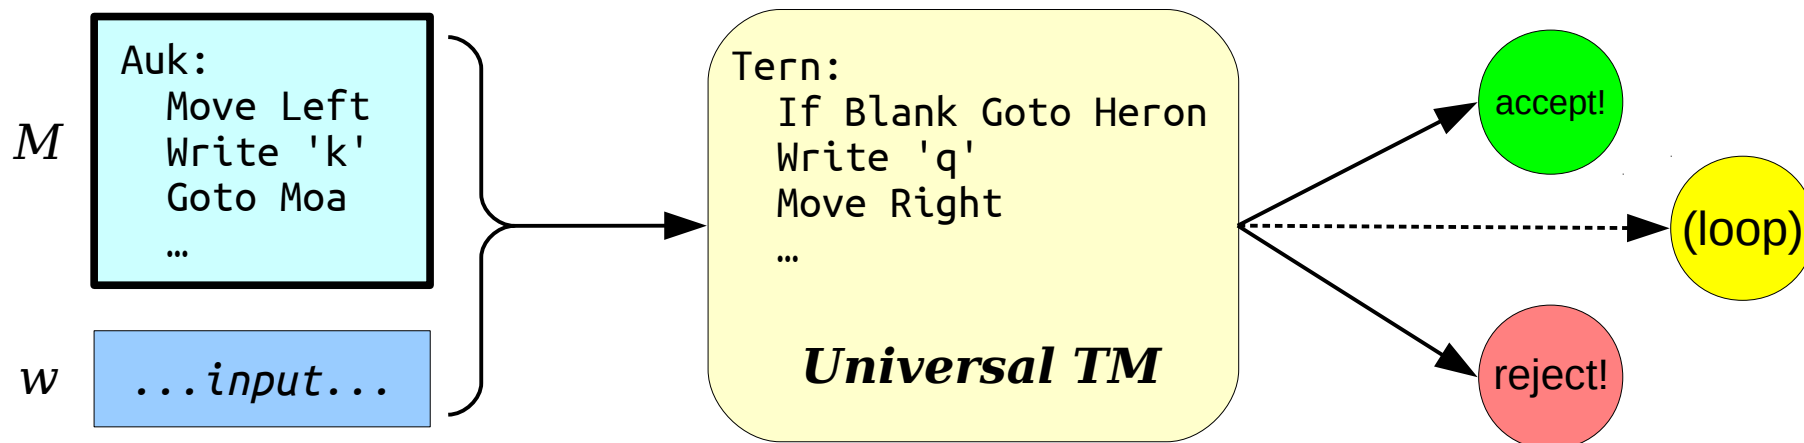 M
Auk:
Move Left
Write 'k'
Goto Moa
…
w
...input...
Tern:
If Blank Goto Heron
Write 'q'
Move Right
…
Universal TM
accept!
(loop)
reject!